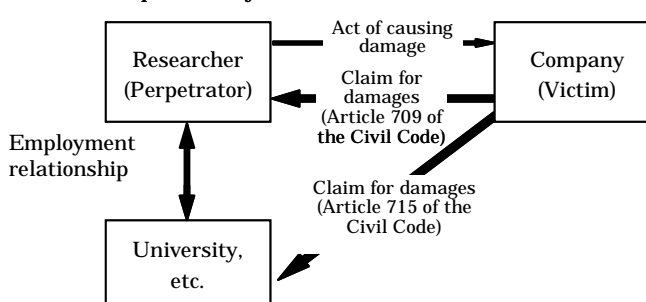 Researcher
(Perpetrator)
Act of causing
damage
Company
(Victim)
Claim for
damages
(Article 709 of
the Civil Code)
Employment
relationship
Claim for damages
(Article 715 of the
Civil Code)
University,
etc.